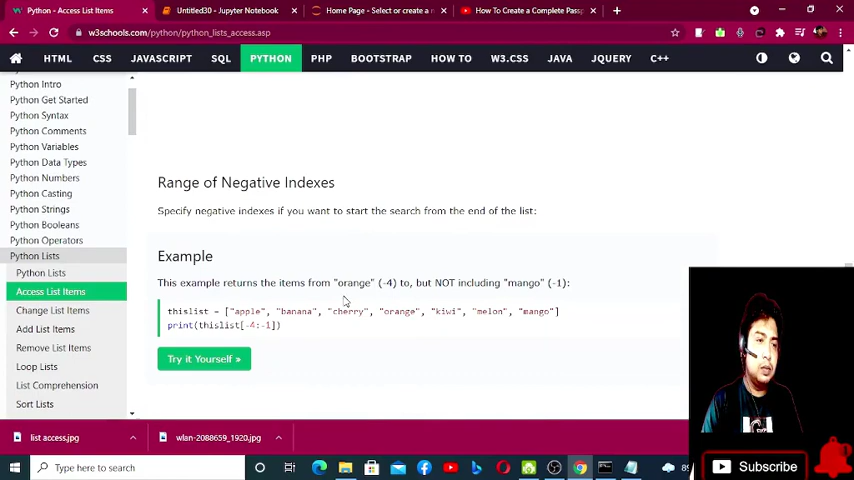 Python - Access List Items
Untitled30 - Jupyter Notebook
Home Page - Select or create a n
How To Create a Complete Passp
w3schools.com/python/python_lists_access.asp
HTML CSS JAVASCRIPT SQL PYTHON PHP BOOTSTRAP HOW TO W3.CSS JAVA JQUERY C++
Python Intro
Python Get Started
Python Syntax
Python Comments
Python Variables
Python Data Types
Python Numbers
Python Casting
Python Strings
Python Booleans
Python Operators
Python Lists
Python Lists
Access List Items
Change List Items
Add List Items
Remove List Items
Loop Lists
List Comprehension
Sort Lists
Range of Negative Indexes
Specify negative indexes if you want to start the search from the end of the list:
Example
This example returns the items from "orange" (-4) to, but NOT including "mango" (-1):
thislist = ["apple", "banana", "cherry", "orange", "kiwi", "melon", "mango"]
print(thislist[-4:-1])
Try it Yourself »
list access.jpg
wlan-2088659_1920.jpg
Type here to search
Subscribe